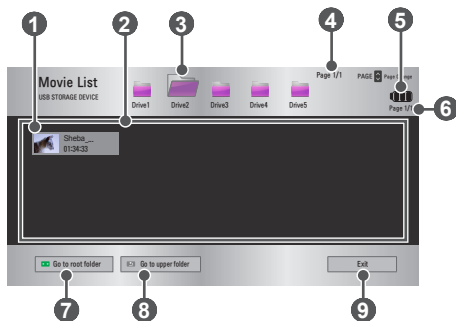 1
2
3
4
5
Movie List
USB STORAGE DEVICE
Page 1/1
PAGE
Page Change
Drive1
Drive2
Drive3
Drive4
Drive5
Page 1/1
6
Sheba_...
01:34:33
Go to root folder
Go to upper folder
Exit
7
8
9